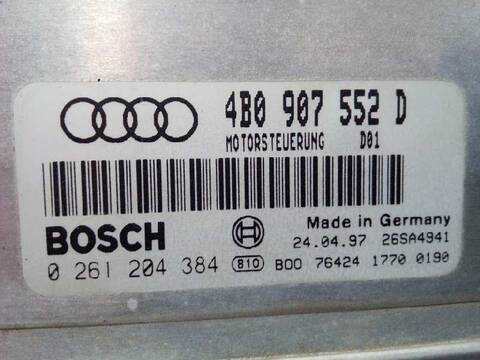 4B0 907 552 D
MOTORSTEUERUNG D01
BOSCH
Made in Germany
24.04.97 26SA4941
0 261 204 384 810 B00 76424 1770 0190